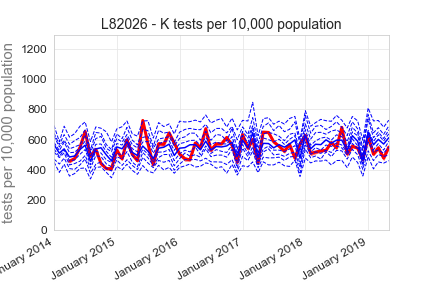 L82026 - K tests per 10,000 population
tests per 10,000 population
1200
1000
800
600
400
200
0
nuary 2014
January 2015
January 2016
January 2017
January 2018
January 2019